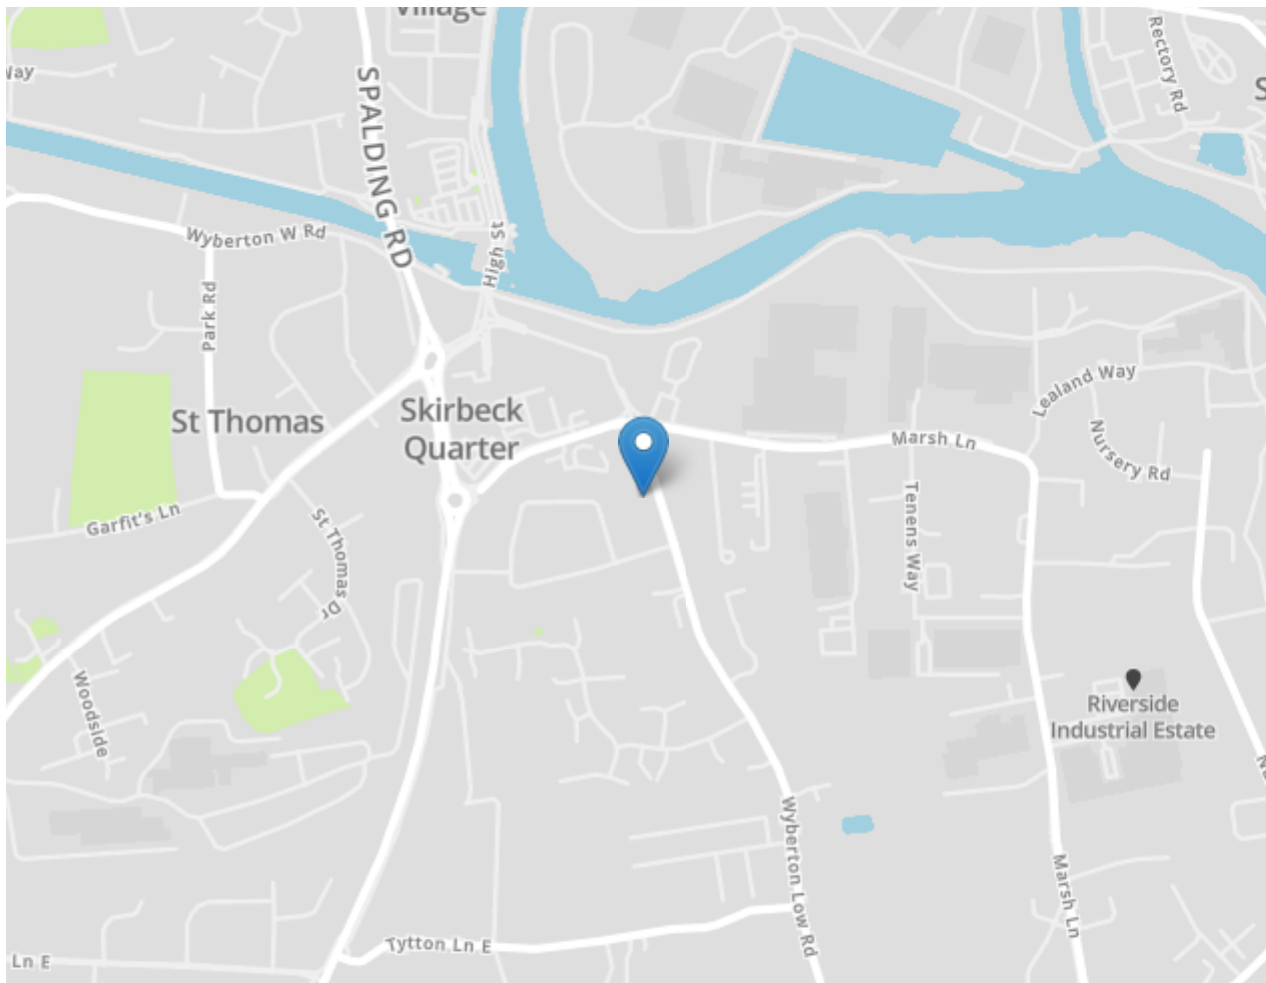 Village
Rectory Rd
S
Way
SPALDING RD
High St
Wyberton W Rd
Park Rd
Lealand Way
Nursery Rd
St Thomas
Skirbeck
Quarter
Marsh Ln
Garfit's Ln
St Thomas Dr
Tenens Way
Woodside
Riverside
Industrial Estate
Na
Wyberton Low Rd
Marsh Ln
Tytton Ln E
Ln E